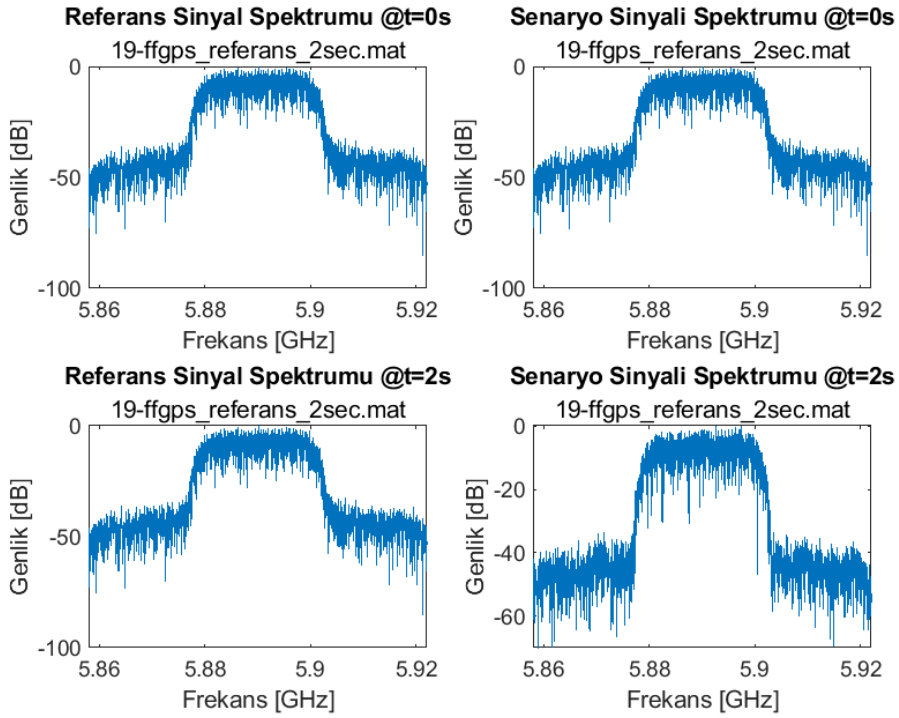 Referans Sinyal Spektrumu @t=0s
19-ffgps_referans_2sec.mat
0
-50
-100
Genlik [dB]
5.86
5.88
5.9
5.92
Frekans [GHz]
Senaryo Sinyali Spektrumu @t=0s
19-ffgps_referans_2sec.mat
0
-50
-100
Genlik [dB]
5.86
5.88
5.9
5.92
Frekans [GHz]
Referans Sinyal Spektrumu @t=2s
19-ffgps_referans_2sec.mat
0
-50
-100
Genlik [dB]
5.86
5.88
5.9
5.92
Frekans [GHz]
Senaryo Sinyali Spektrumu @t=2s
19-ffgps_referans_2sec.mat
0
-20
-40
-60
Genlik [dB]
5.86
5.88
5.9
5.92
Frekans [GHz]